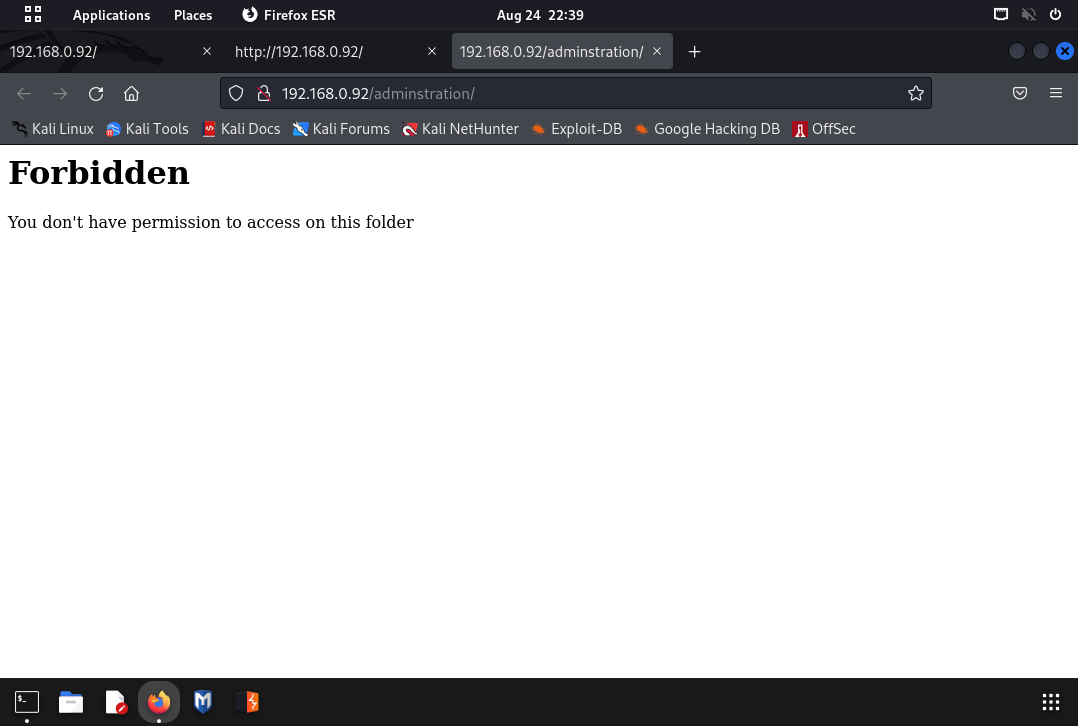 Applications Places Firefox ESR Aug 24 22:39
192.168.0.92/ http://192.168.0.92/ 192.168.0.92/adminstration/
192.168.0.92/adminstration/
Kali Linux Kali Tools Kali Docs Kali Forums Kali NetHunter Exploit-DB Google Hacking DB OffSec
Forbidden
You don't have permission to access on this folder